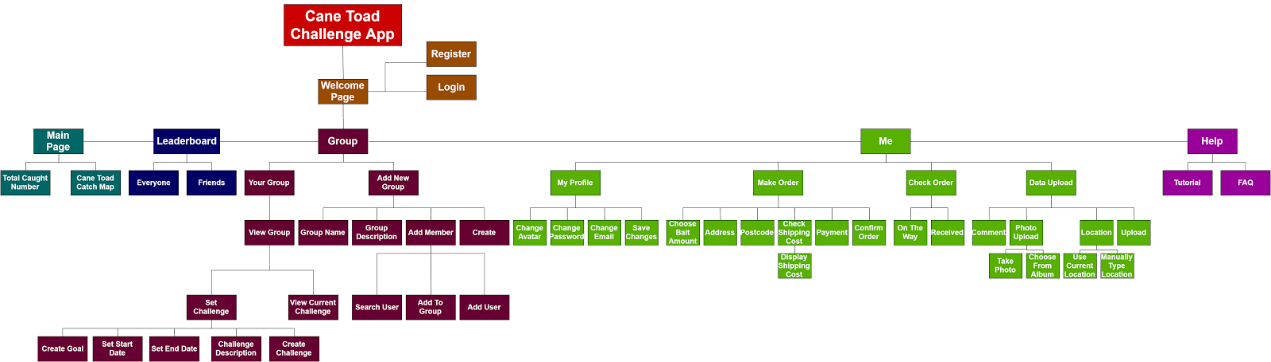 Cane Toad
Challenge App
Register
Welcome
Page
Login
Main
Page
Leaderboard
Group
Me
Help
Total Caught
Number
Cane Toad
Catch Map
Everyone
Friends
Your Group
Add New
Group
My Profile
Make Order
Check Order
Data Upload
Tutorial
FAQ
View Group
Group Name
Group
Description
Add Member
Create
Change
Avatar
Change
Password
Change
Email
Save
Changes
Choose
Bait
Amount
Address
Postcode
Check
Shipping
Cost
Payment
Confirm
Order
On The
Way
Received
Comment
Photo
Upload
Location
Upload
Display
Shipping
Cost
Take
Photo
Choose
From
Album
Use
Current
Location
Manually
Type
Location
Set
Challenge
View Current
Challenge
Search User
Add To
Group
Add User
Create Goal
Set Start
Date
Set End Date
Challenge
Description
Create
Challenge